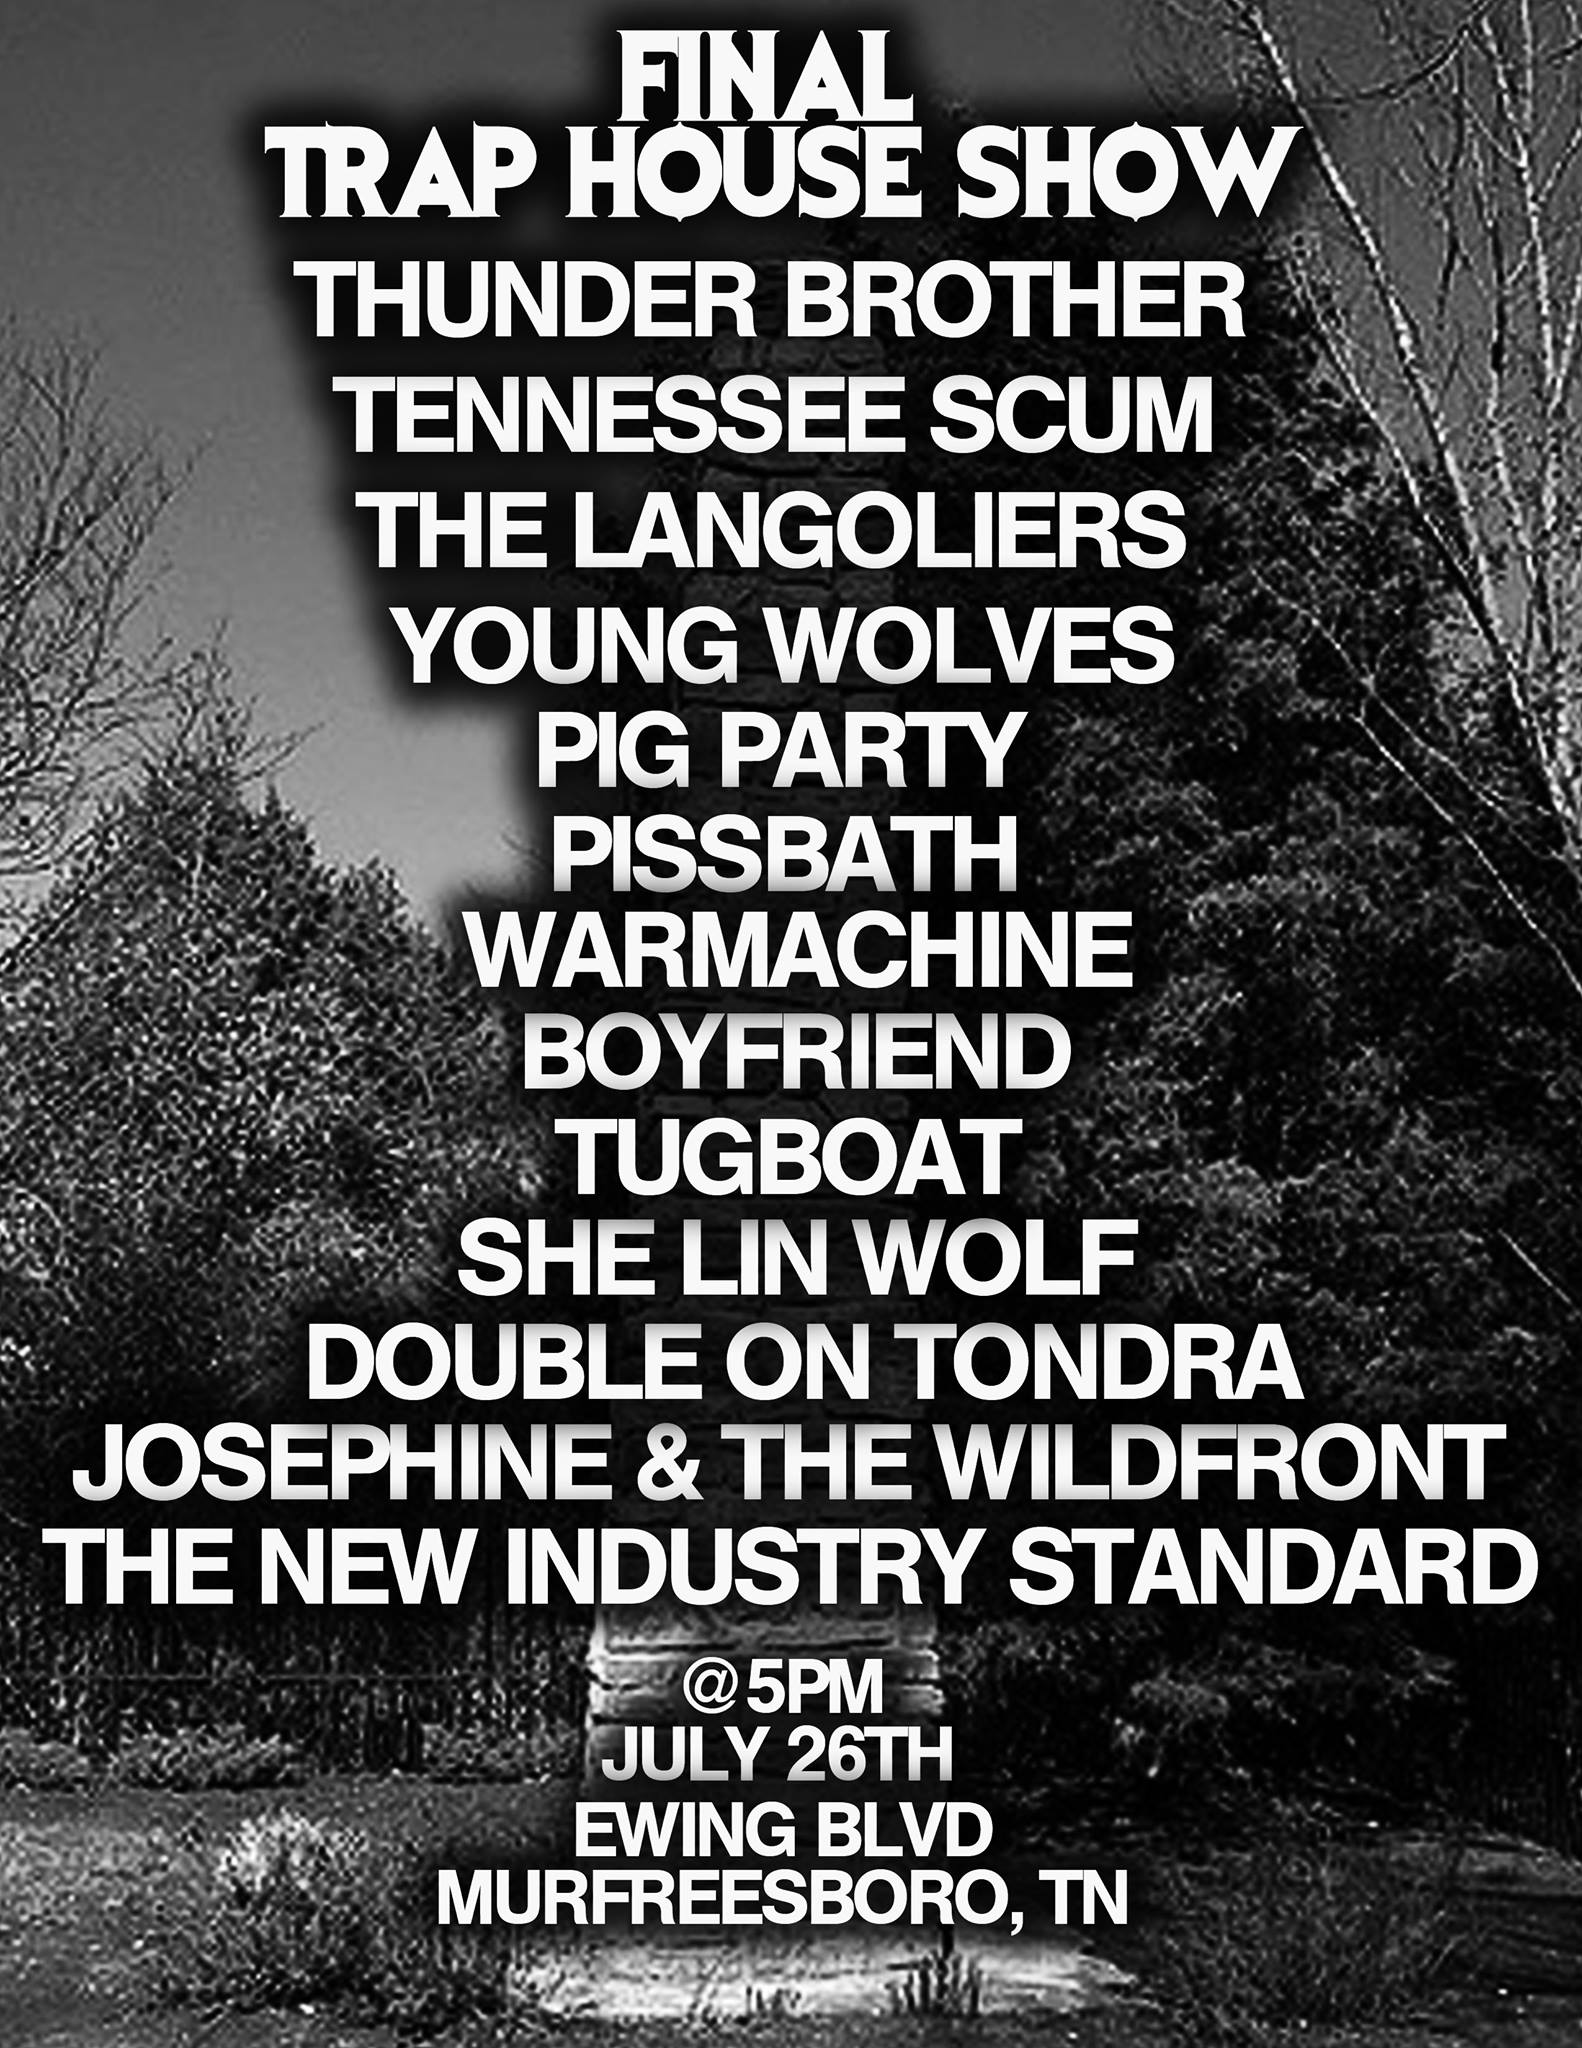 FINAL
TRAP HOUSE SHOW
THUNDER BROTHER
TENNESSEE SCUM
THE LANGOLIERS
YOUNG WOLVES
PIG PARTY
PISSBATH
WARMACHINE
BOYFRIEND
TUGBOAT
SHE LIN WOLF
DOUBLE ON TONDRA
JOSEPHINE & THE WILDFRONT
THE NEW INDUSTRY STANDARD
@ 5PM
JULY 26TH
EWING BLVD
MURFREESBORO, TN